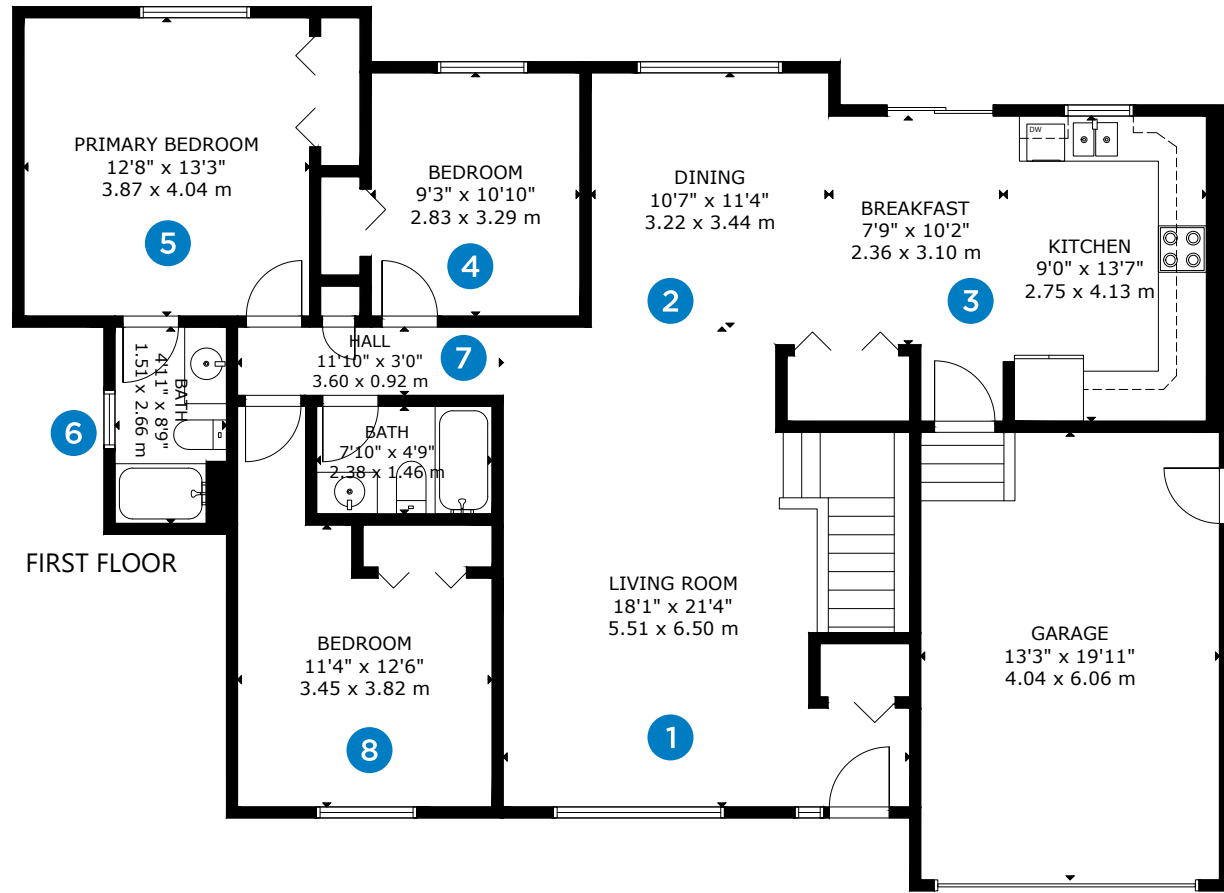 PRIMARY BEDROOM
12'8" x 13'3"
3.87 x 4.04 m
5
BEDROOM
9'3" x 10'10"
2.83 x 3.29 m
4
DINING
10'7" x 11'4"
3.22 x 3.44 m
2
BREAKFAST
7'9" x 10'2"
2.36 x 3.10 m
3
DW
KITCHEN
9'0" x 13'7"
2.75 x 4.13 m
HALL
11'10" x 3'0"
3.60 x 0.92 m
7
BATH
4'11" x 8'9"
1.51 x 2.66 m
6
BATH
7'10" x 4'9"
2.38 x 1.46 m
FIRST FLOOR
LIVING ROOM
18'1" x 21'4"
5.51 x 6.50 m
1
BEDROOM
11'4" x 12'6"
3.45 x 3.82 m
8
GARAGE
13'3" x 19'11"
4.04 x 6.06 m